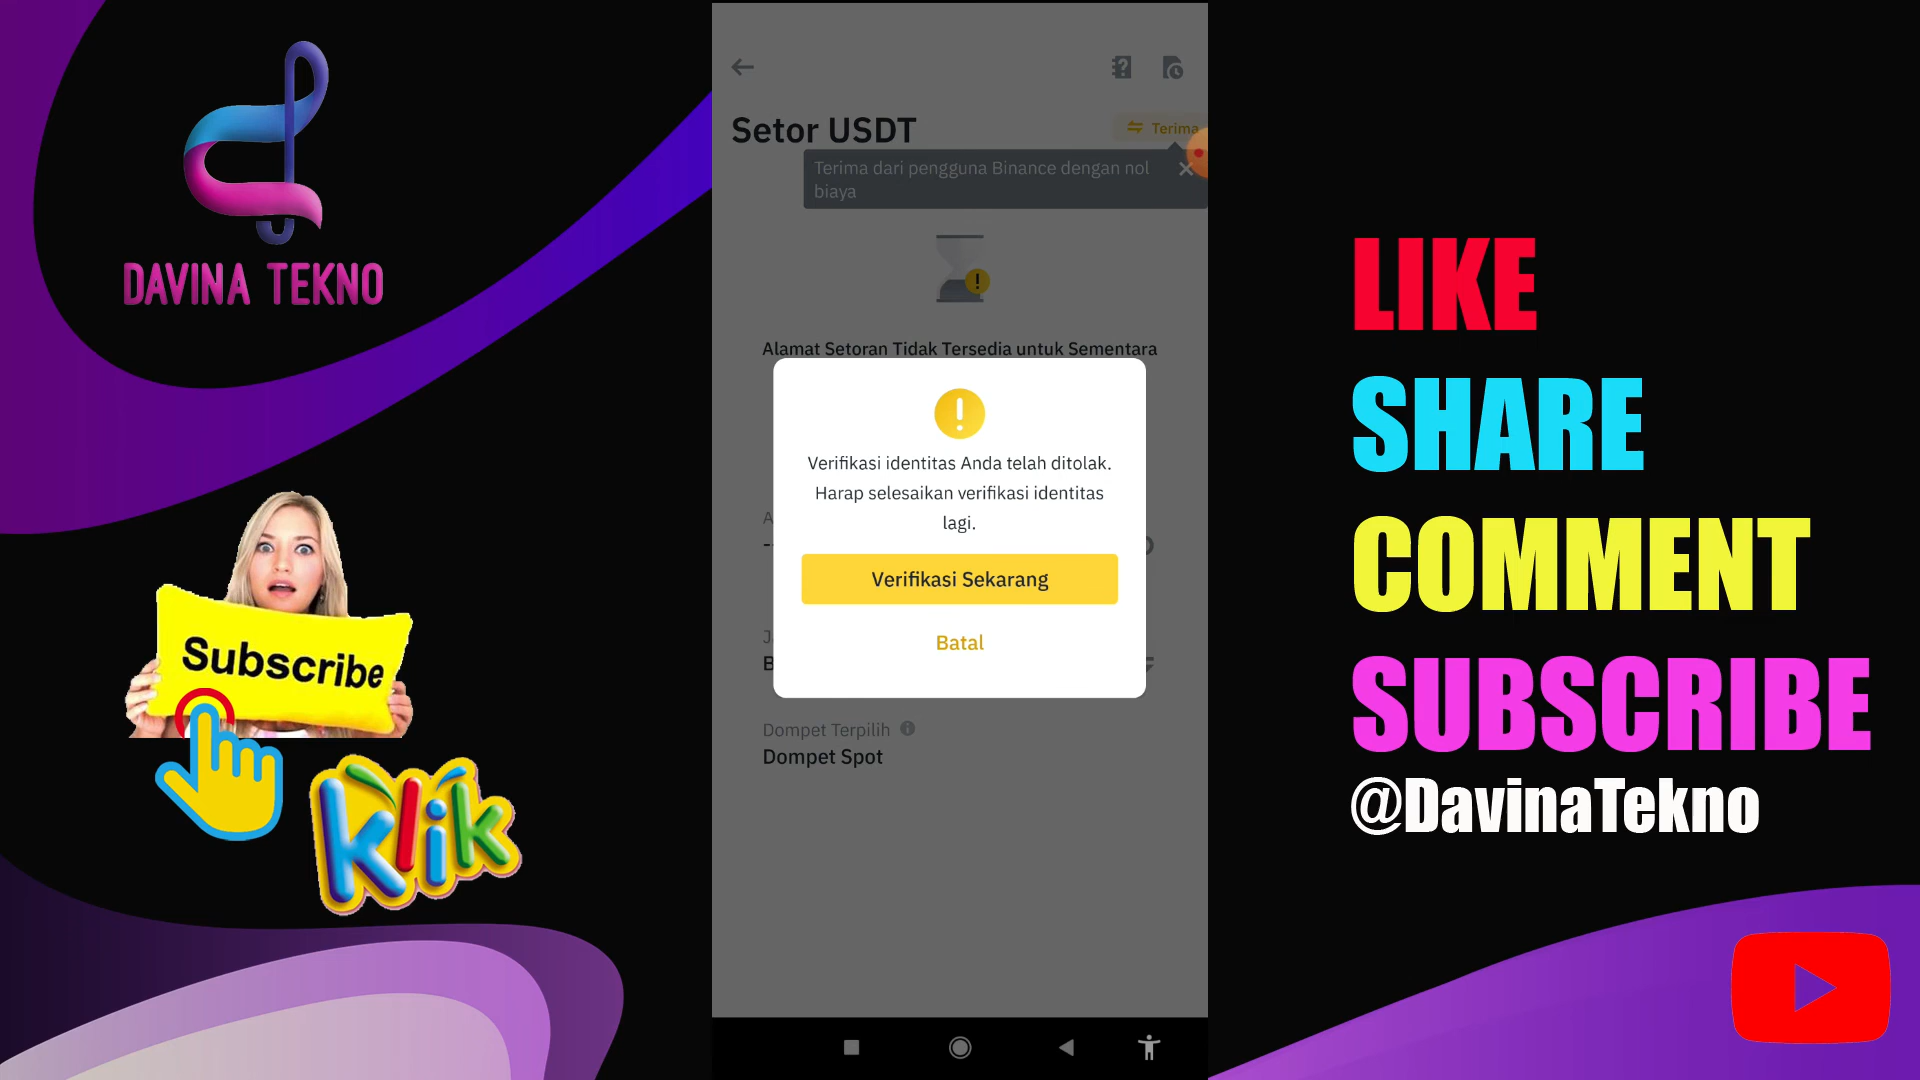 DAVINA TEKNO
Subscribe
klik
Setor USDT
Terima
Terima dari pengguna Binance dengan nol
biaya
Alamat Setoran Tidak Tersedia untuk Sementara
Verifikasi identitas Anda telah ditolak.
Harap selesaikan verifikasi identitas
lagi.
Verifikasi Sekarang
Batal
Dompet Terpilih
Dompet Spot
LIKE
SHARE
COMMENT
SUBSCRIBE
@DavinaTekno